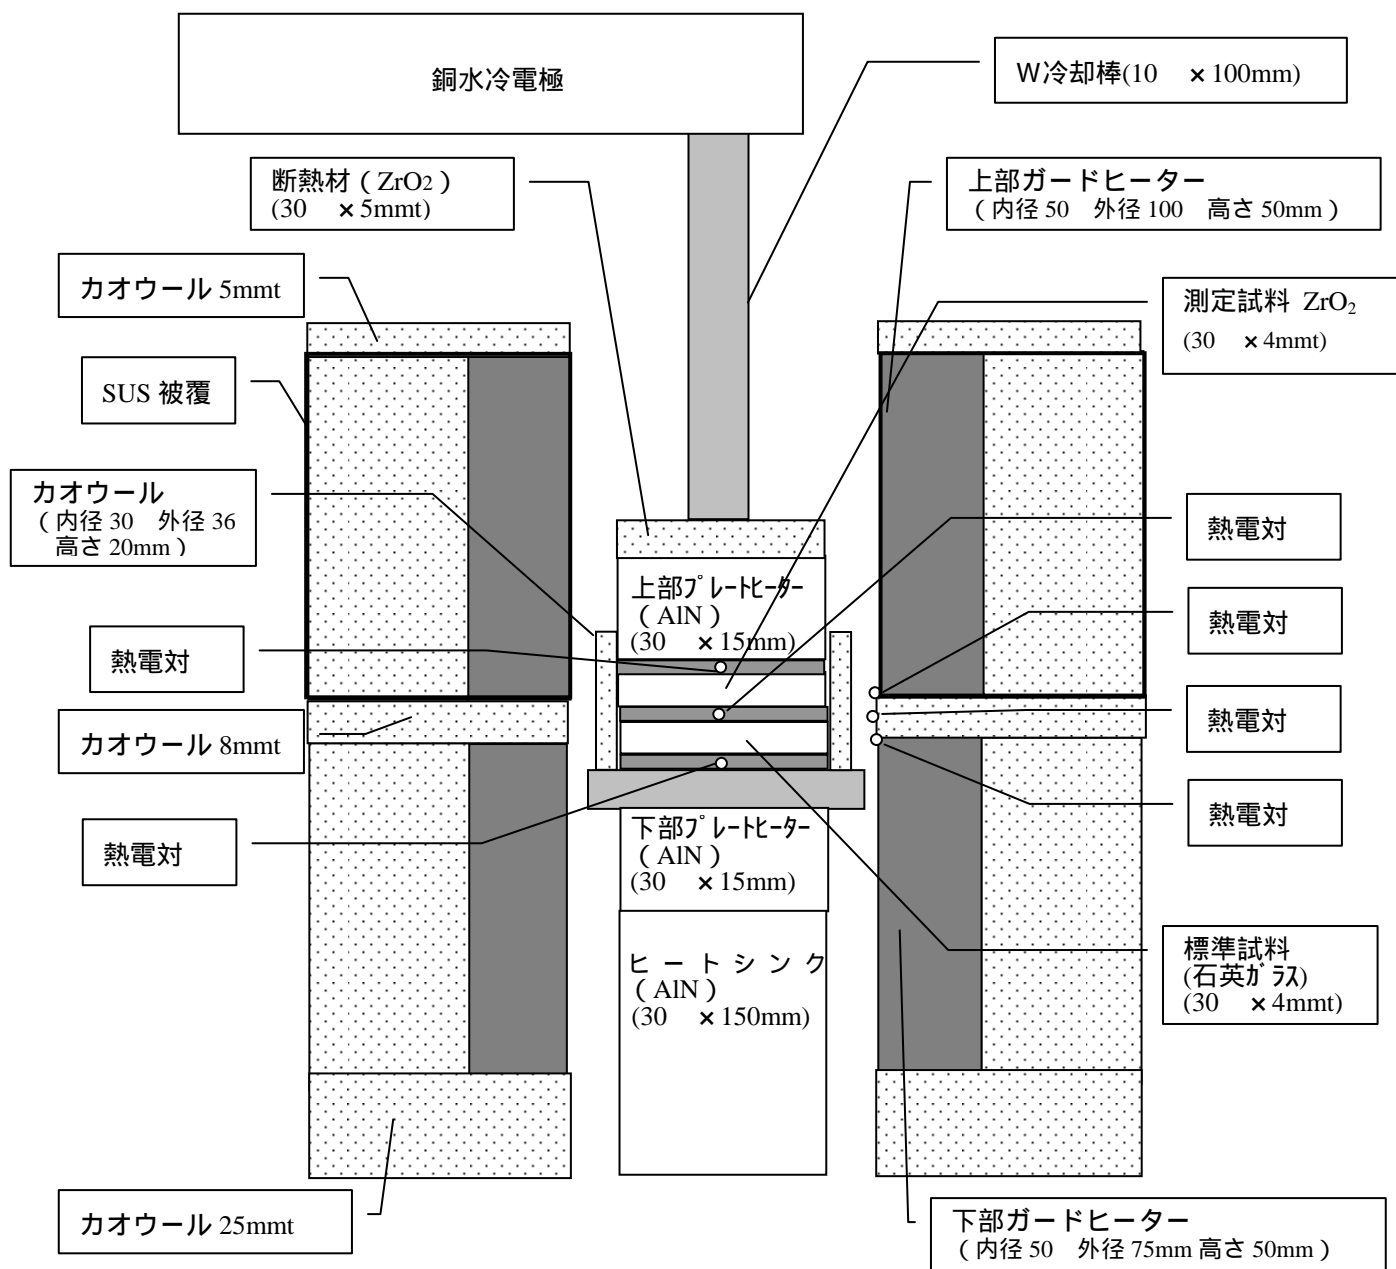 銅水冷電極
W冷却棒(10　×100mm)
断熱材（ZrO2）
(30　×5mmt)
上部ガードヒーター
（内径 50　外径 100　高さ 50mm）
カオウール 5mmt
測定試料 ZrO2
(30　×4mmt)
SUS 被覆
カオウール
（内径 30　外径 36
高さ 20mm）
熱電対
上部プレートヒーター
（AlN）
(30　×15mm)
熱電対
熱電対
熱電対
カオウール 8mmt
熱電対
熱電対
下部プレートヒーター
（AlN）
(30　×15mm)
標準試料
(石英ガラス)
(30　×4mmt)
ヒートシンク
（AlN）
(30　×150mm)
カオウール 25mmt
下部ガードヒーター
（内径 50　外径 75mm 高さ 50mm）